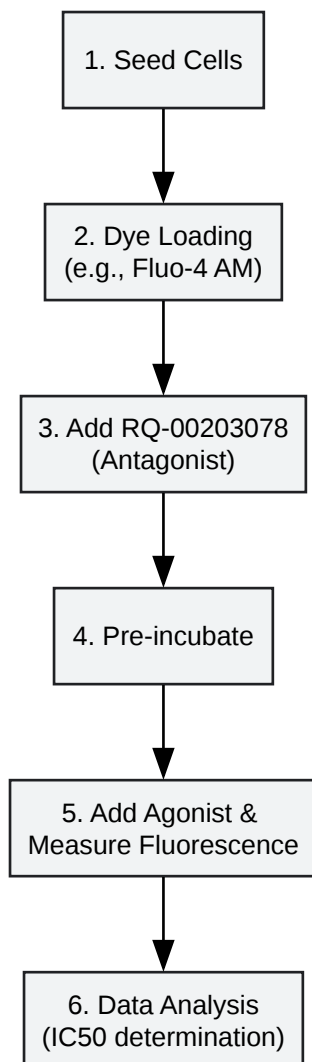 1. Seed Cells
2. Dye Loading
(e.g., Fluo-4 AM)
3. Add RQ-00203078
(Antagonist)
4. Pre-incubate
5. Add Agonist &
Measure Fluorescence
6. Data Analysis
(IC50 determination)